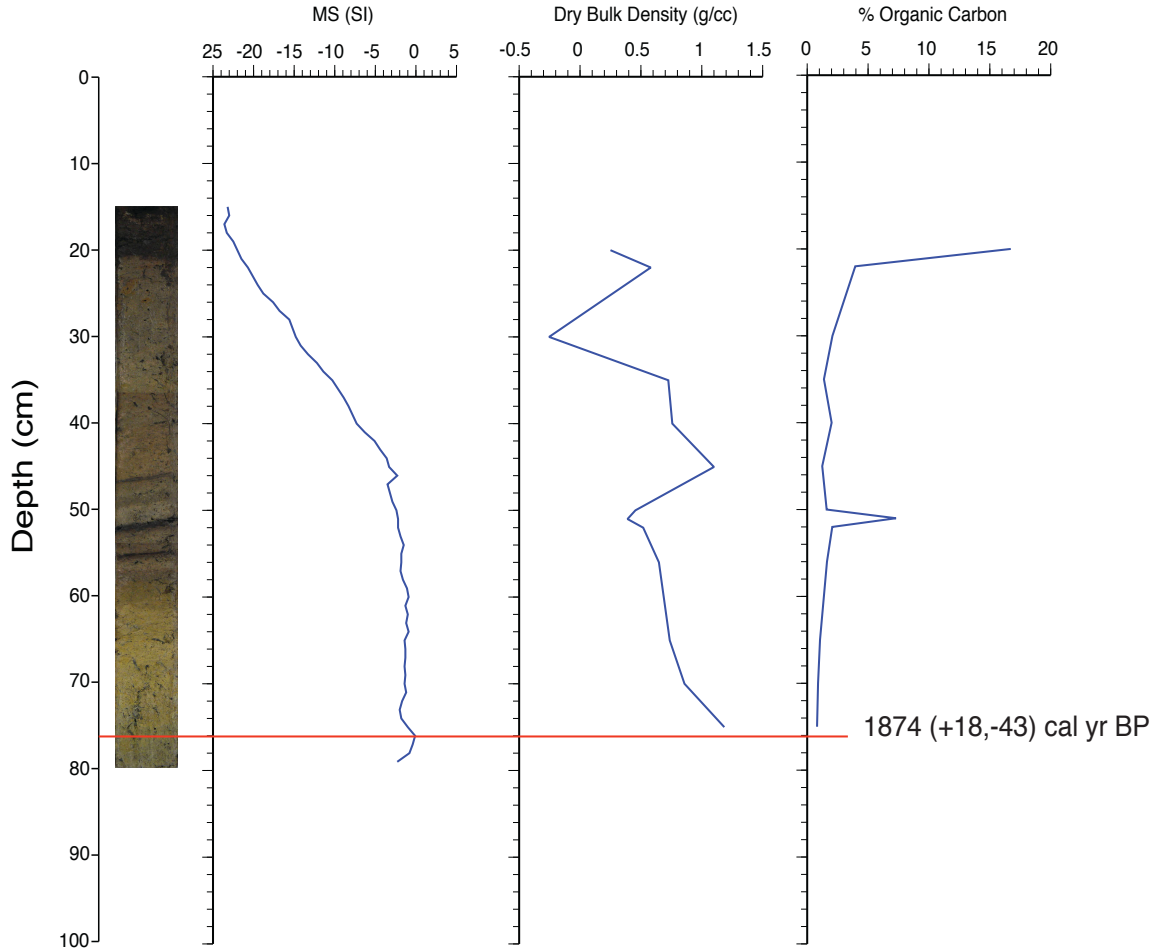 MS (SI)
Dry Bulk Density (g/cc)
% Organic Carbon
25 -20 -15 -10 -5 0 5
-0.5 0 0.5 1 1.5
0 5 10 15 20
Depth (cm)
0
10
20
30
40
50
60
70
80
90
100
1874 (+18,-43) cal yr BP